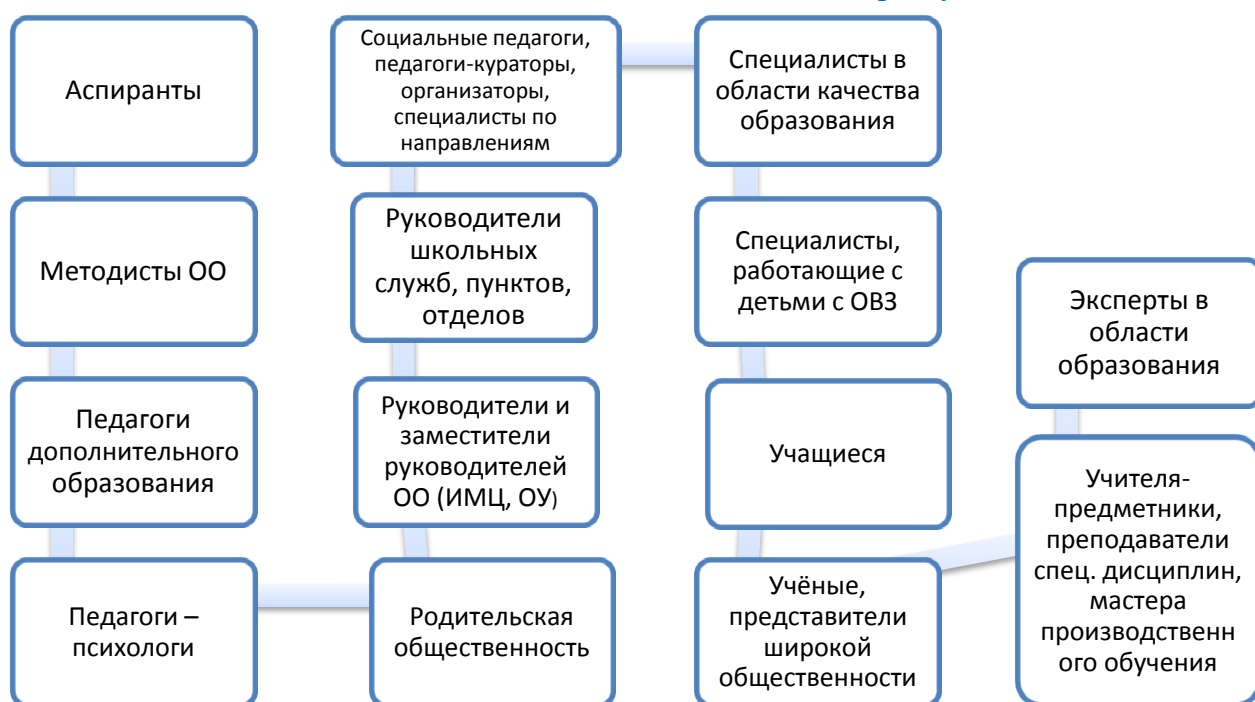 Аспиранты
Методисты ОО
Педагоги
дополнительного
образования
Педагоги –
психологи
Родительская
общественность
Руководители и
заместители
руководителей
ОО (ИМЦ, ОУ)
Руководители
школьных
служб, пунктов,
отделов
Социальные педагоги,
педагоги-кураторы,
организаторы,
специалисты по
направлениям
Специалисты в
области качества
образования
Специалисты,
работающие с
детьми с ОВЗ
Учащиеся
Учёные,
представители
широкой
общественности
Учителя-
предметники,
преподаватели
спец. дисциплин,
мастера
производственн
ого обучения
Эксперты в
области
образования